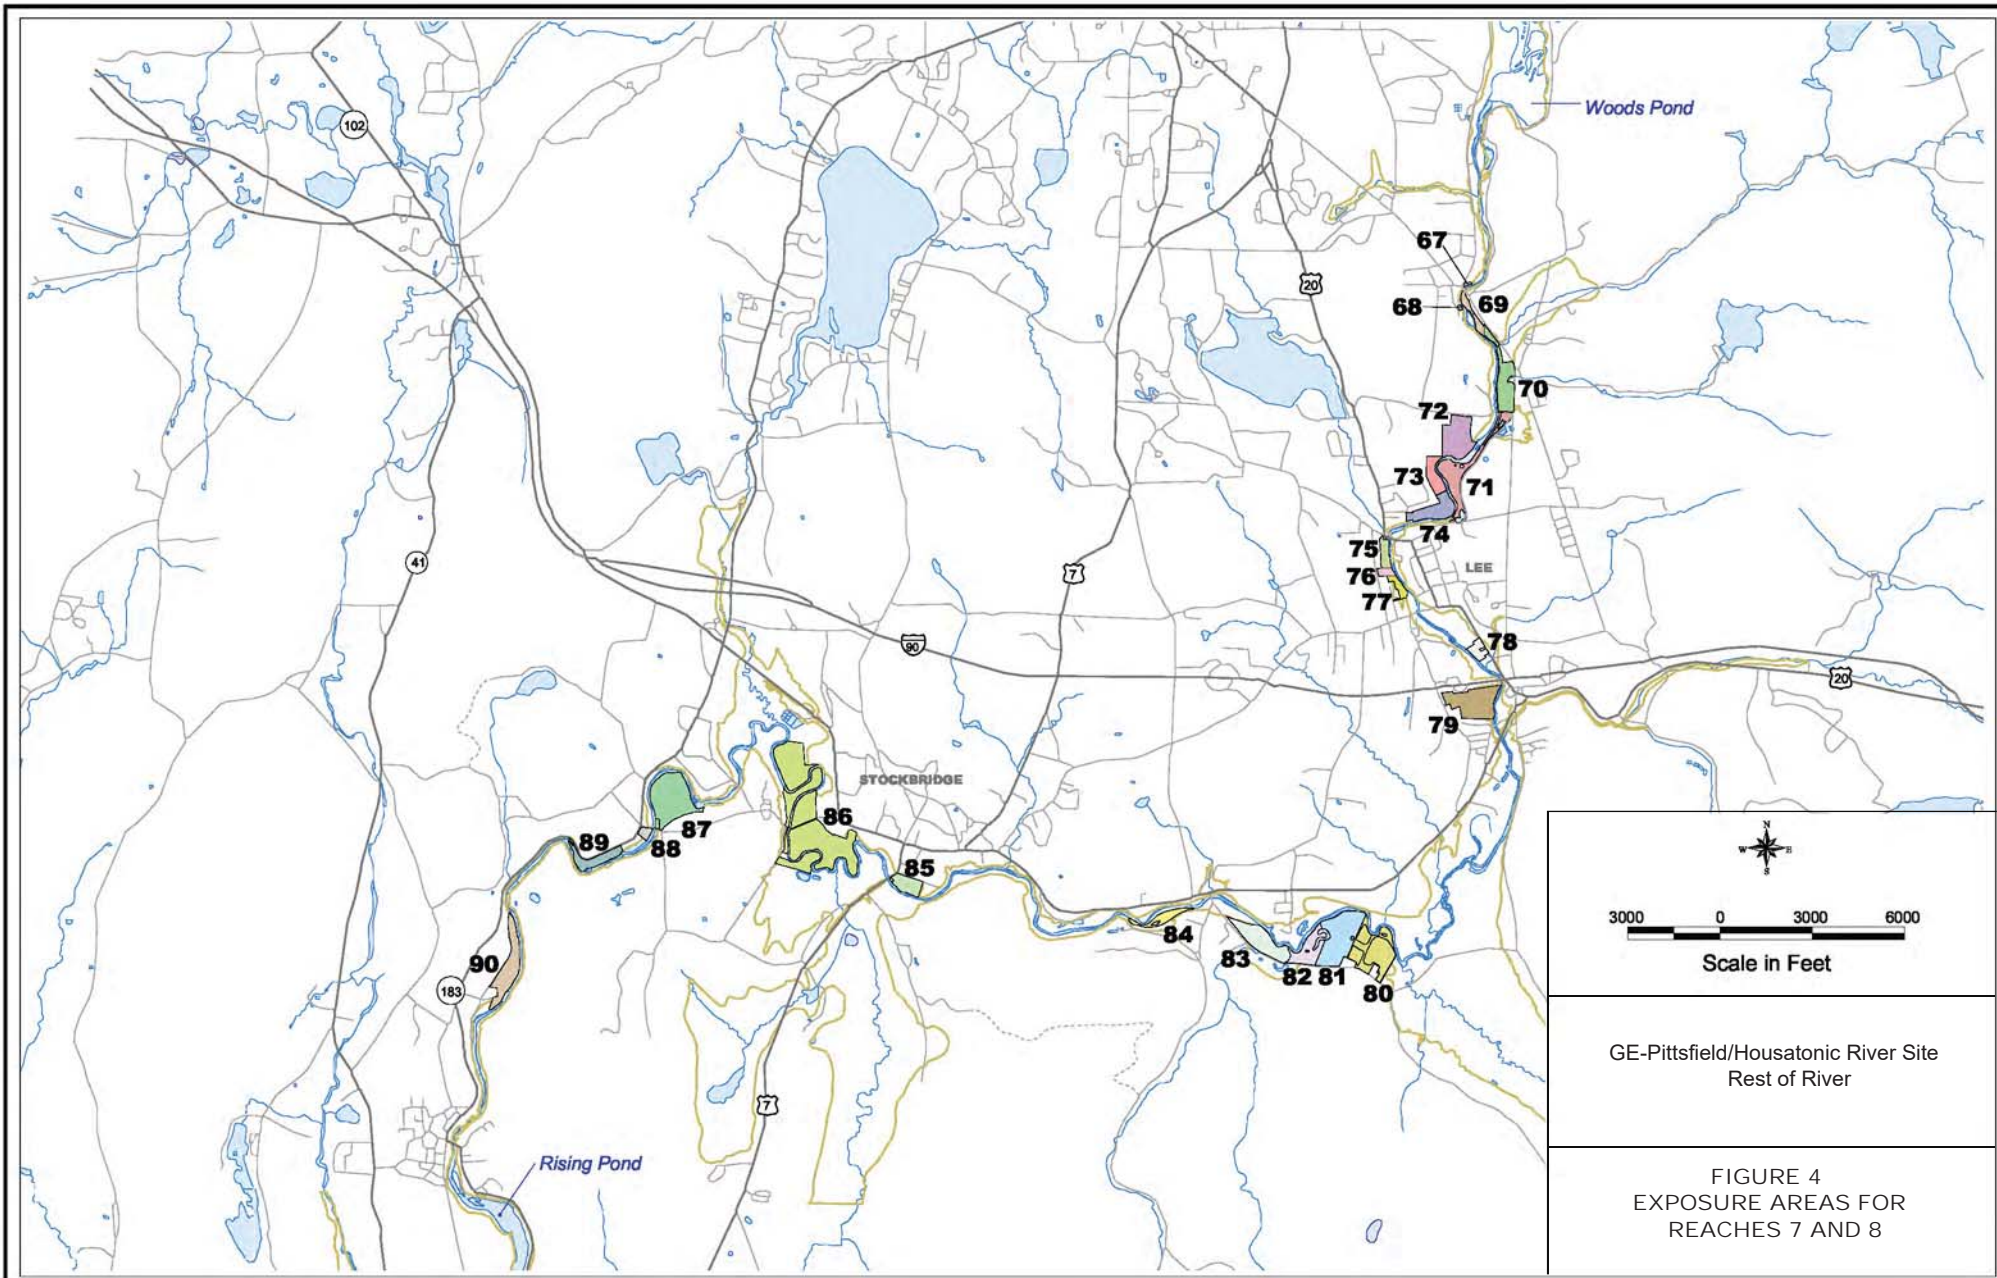 Woods Pond
102
67
20
68
69
70
72
73
71
74
75
LEE
76
77
41
7
90
78
20
79
STOCKBRIDGE
86
87
89
88
85
84
83
82
81
80
90
183
7
Rising Pond
N
W
E
S
3000
0
3000
6000
Scale in Feet
GE-Pittsfield/Housatonic River Site
Rest of River
FIGURE 4
EXPOSURE AREAS FOR
REACHES 7 AND 8